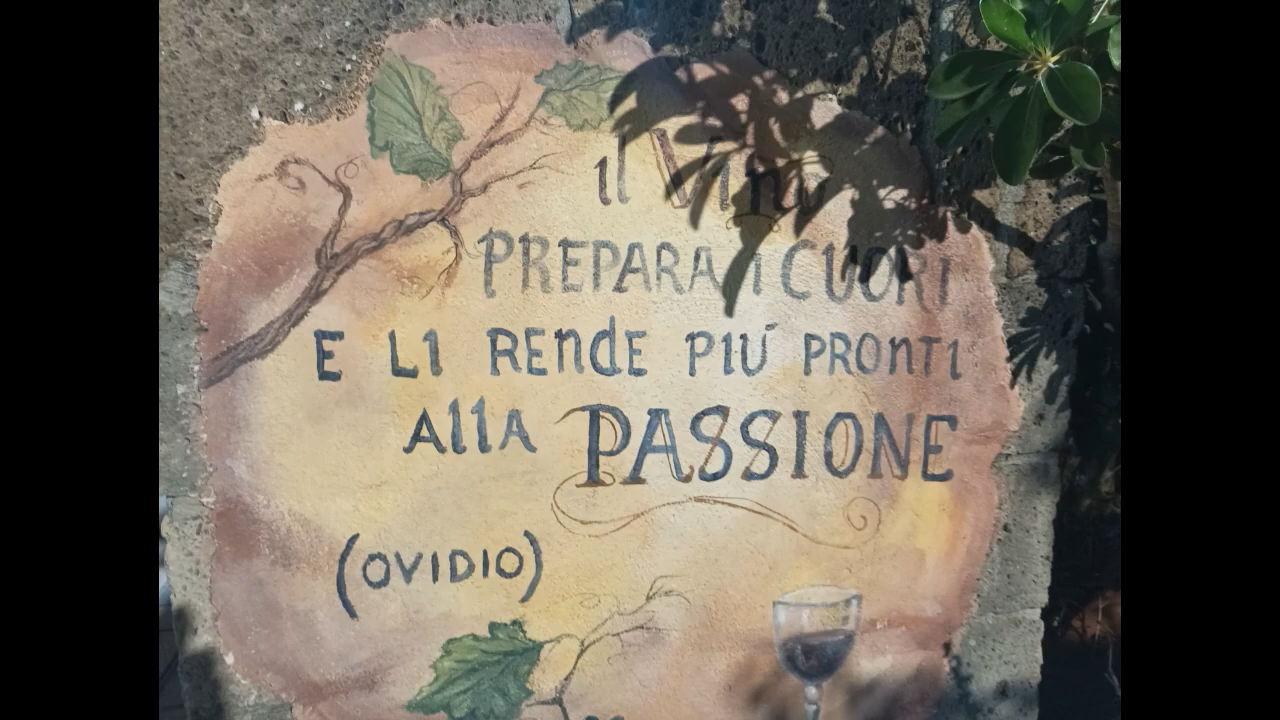 il Vino
PREPARA i CUORI
E LI RENdE PIÚ PRONTI
AllA PASSIONE
(OVIDIO)